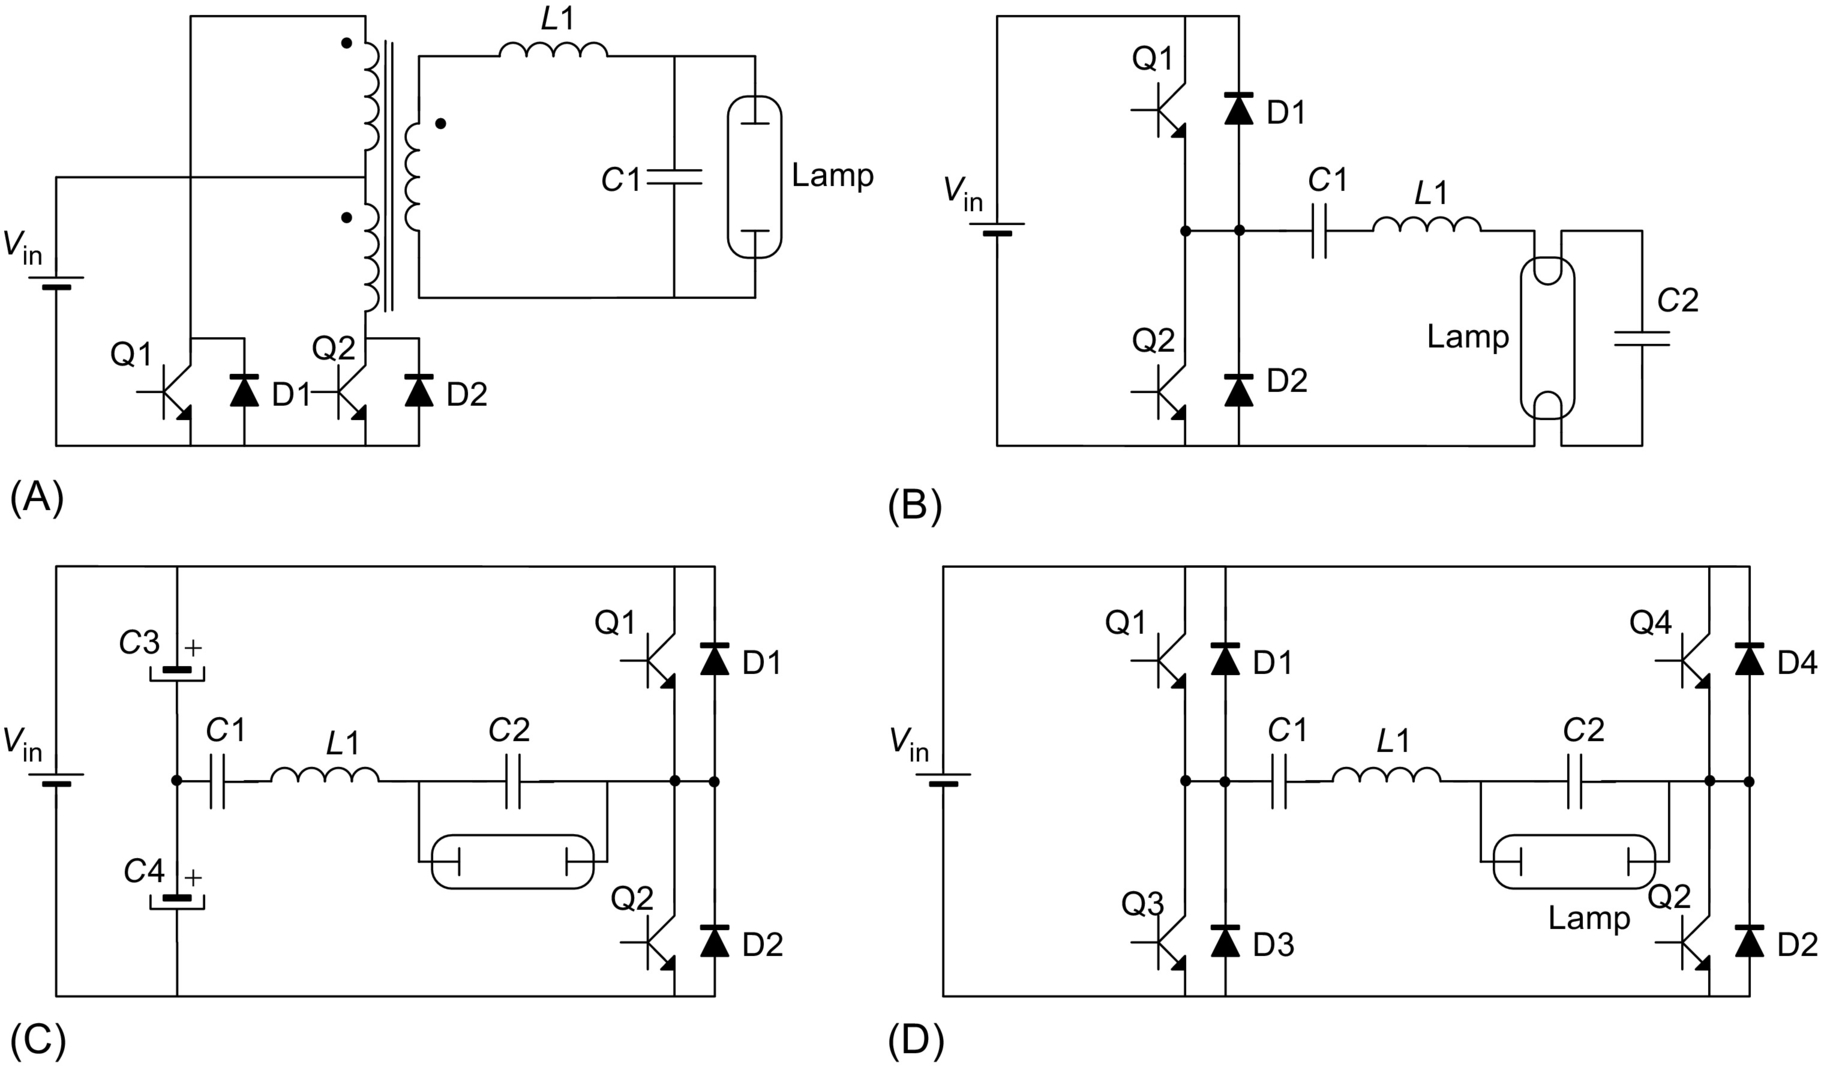 L1
C1
Lamp
Vin
Q1
D1
Q2
D2
(A)
Q1
D1
Vin
C1
L1
Q2
D2
Lamp
C2
(B)
C3 +
Q1
D1
Vin
C1
L1
C2
C4 +
Q2
D2
(C)
Q1
D1
Q4
D4
Vin
C1
L1
C2
Q3
D3
Lamp
Q2
D2
(D)